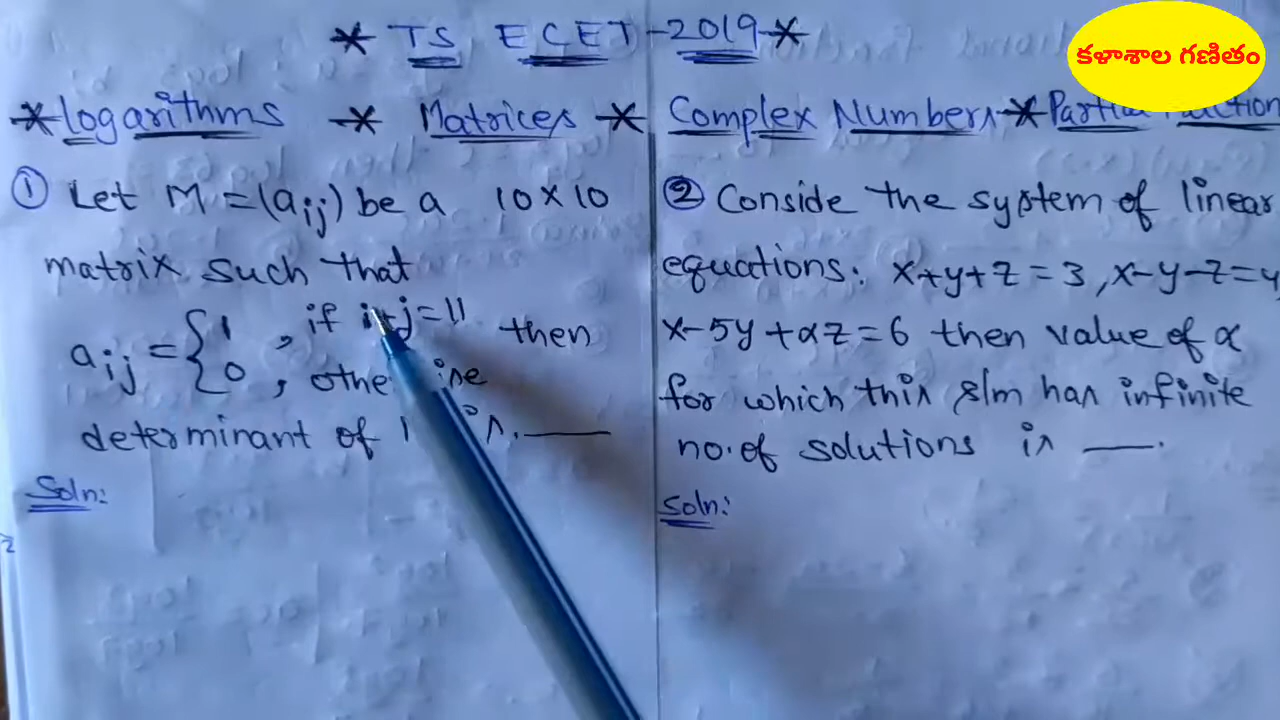 * TS ECET-2019 *
కళాశాల గణితం
* Logarithms * Matrices * Complex Numbers *
① Let M = (aij) be a 10 × 10
matrix such that
aij = { 1 , if i+j=11
0 , then
determinant of
Soln:
② Conside the system of linear
equations: x+y+z=3, x-y-z=4,
x-5y+αz=6 then value of α
for which this s/m has infinite
no. of solutions is ___.
Soln: